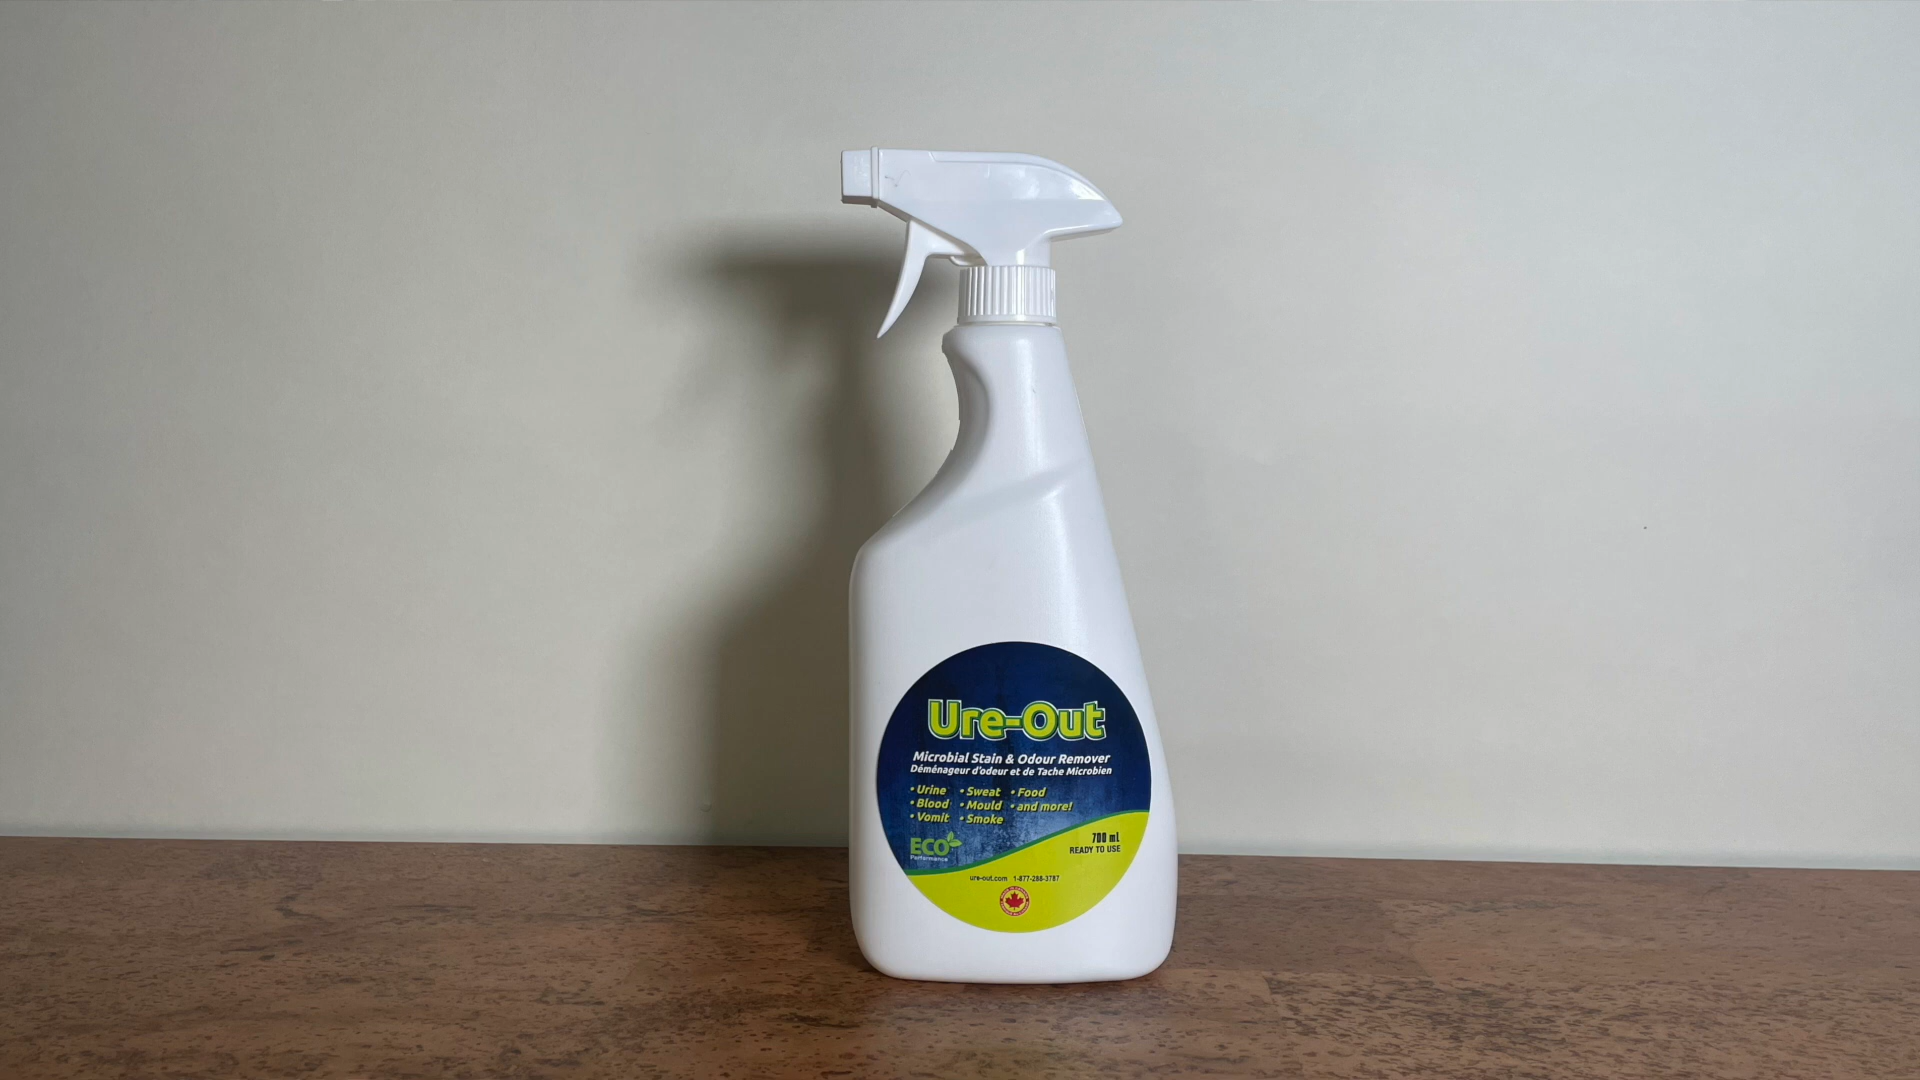 Ure-Out
Microbial Stain & Odour Remover
Déménageur d'odeur et de Tache Microbien
• Urine • Sweat • Food
• Blood • Mould • and more!
• Vomit • Smoke
ECO
Performance
700 mL
READY TO USE
ure-out.com 1-877-288-3787